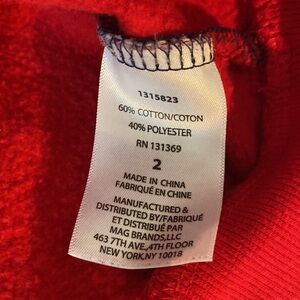 1315823
60% COTTON/COTON
40% POLYESTER
RN 131369
2
MADE IN CHINA
FABRIQUÉ EN CHINE
MANUFACTURED &
DISTRIBUTED BY/FABRIQUÉ
ET DISTRIBUÉ PAR
MAG BRANDS,LLC
463 7TH AVE.,4TH FLOOR
NEW YORK,NY 10018